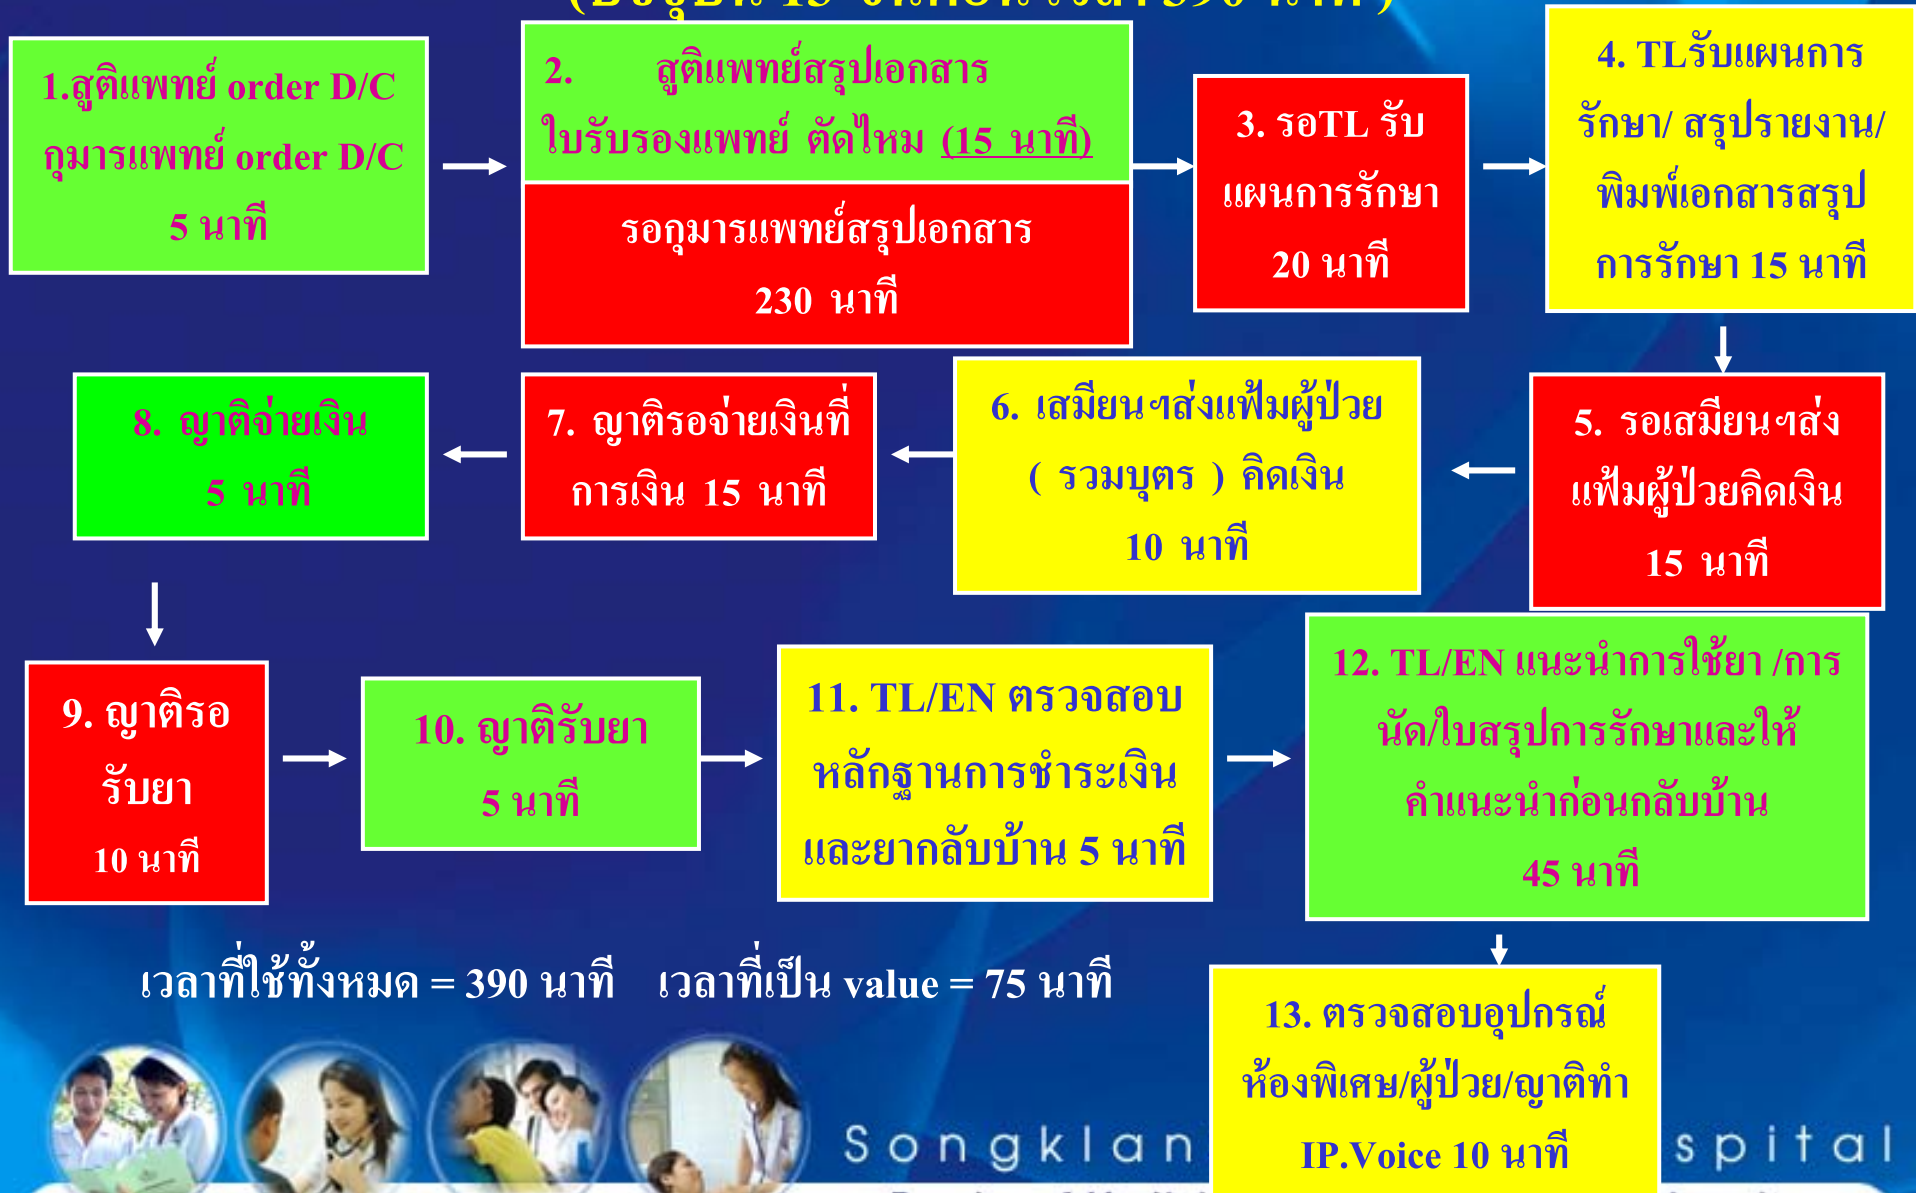 13
390
1.สูติแพทย์ order D/C
กุมารแพทย์ order D/C
5 นาที
2. สูติแพทย์สรุปเอกสาร
ใบรับรองแพทย์ ตัดไหม (15 นาที)
รอกุมารแพทย์สรุปเอกสาร
230 นาที
3. รอTL รับ
แผนการรักษา
20 นาที
4. TLรับแผนการ
รักษา/ สรุปรายงาน/
พิมพ์เอกสารสรุป
การรักษา 15 นาที
5. รอเสมียนฯส่ง
แฟ้มผู้ป่วยคิดเงิน
15 นาที
6. เสมียนฯส่งแฟ้มผู้ป่วย
( รวมบุตร ) คิดเงิน
10 นาที
7. ญาติรอจ่ายเงินที่
การเงิน 15 นาที
8. ญาติจ่ายเงิน
5 นาที
9. ญาติรอ
รับยา
10 นาที
10. ญาติรับยา
5 นาที
11. TL/EN ตรวจสอบ
หลักฐานการชำระเงิน
และยากลับบ้าน 5 นาที
12. TL/EN แนะนำการใช้ยา /การ
นัด/ใบสรุปการรักษาและให้
คำแนะนำก่อนกลับบ้าน
45 นาที
เวลาที่ใช้ทั้งหมด = 390 นาที เวลาที่เป็น value = 75 นาที
13. ตรวจสอบอุปกรณ์
ห้องพิเศษ/ผู้ป่วย/ญาติทำ
IP.Voice 10 นาที
Songklan spital